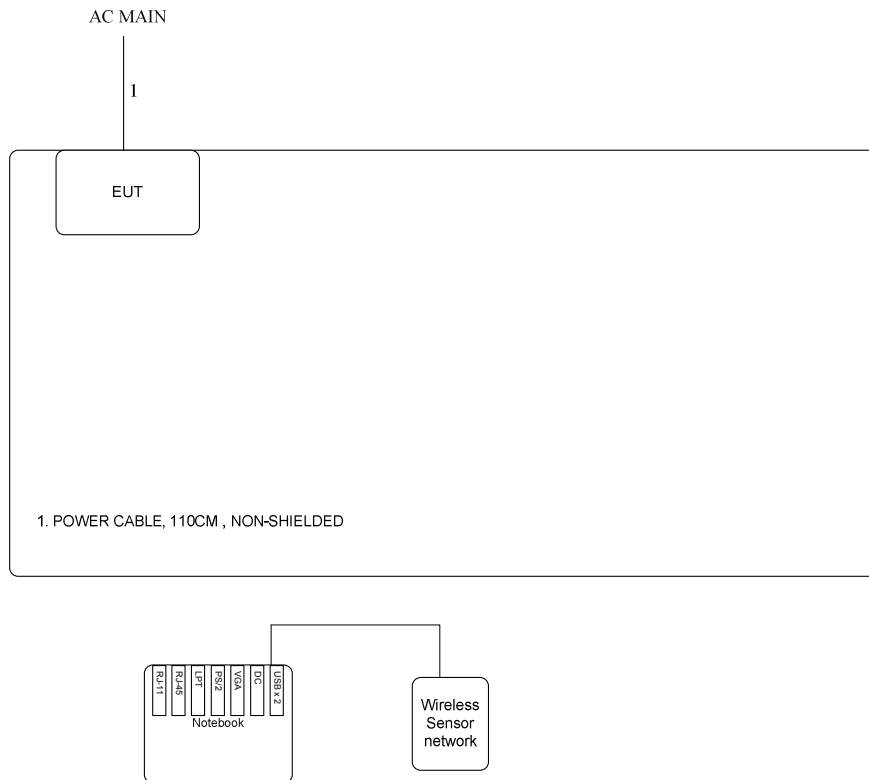 AC MAIN
1
EUT
1. POWER CABLE, 110CM , NON-SHIELDED
RJ-11
RJ-45
LPT
PS/2
VGA
DC
USB x 2
Notebook
Wireless
Sensor
network